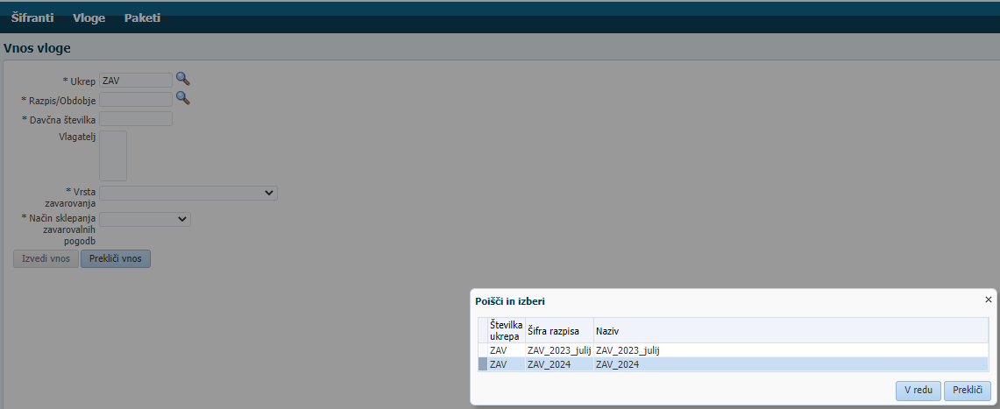 Šifranti Vloge Paketi
Vnos vloge
* Ukrep ZAV
* Razpis/Obdobje
* Davčna številka
Vlagatelj
* Vrsta
zavarovanja
* Način sklepanja
zavarovalnih
pogodb
Izvedi vnos Prekliči vnos
Poišči in izberi
Številka
ukrepa Šifra razpisa Naziv
ZAV ZAV_2023_julij ZAV_2023_julij
ZAV ZAV_2024 ZAV_2024
V redu Prekliči